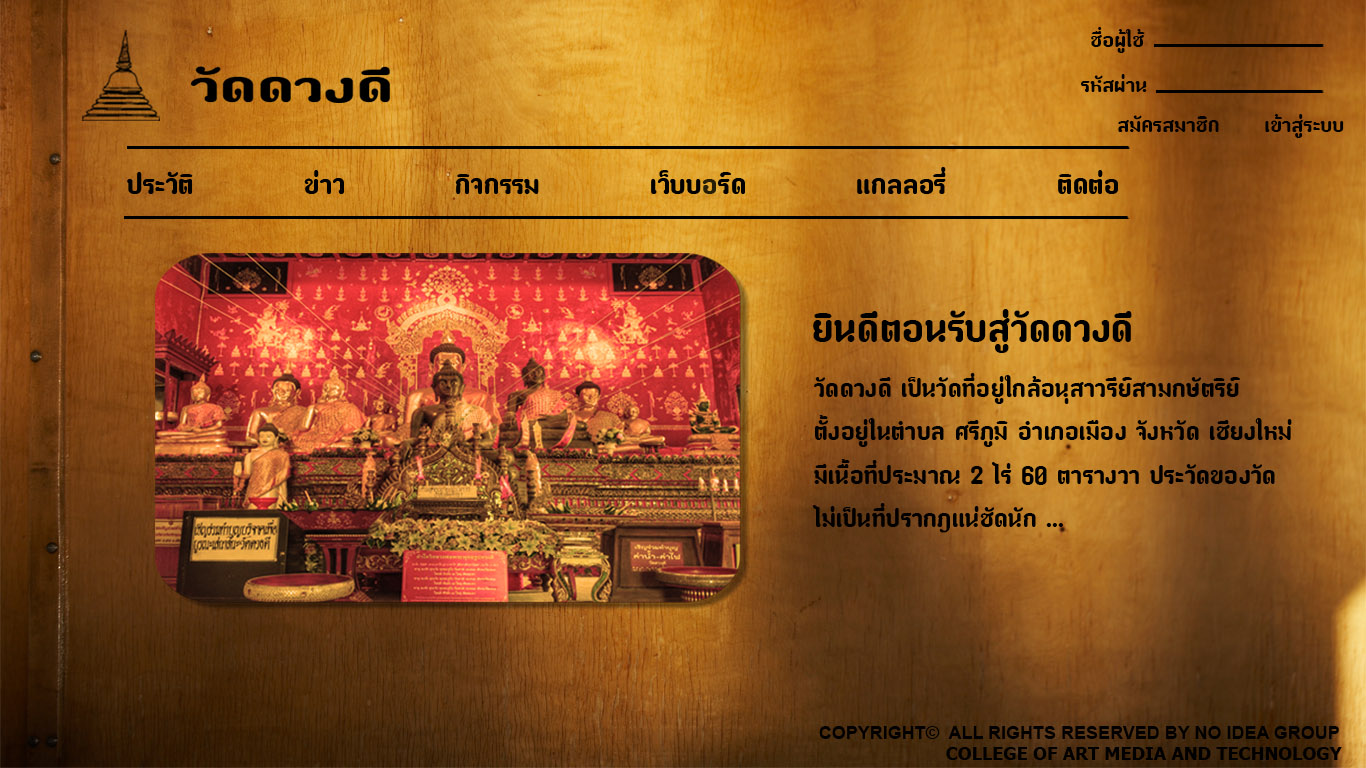 วัดดวงดี
ชื่อผู้ใช้
รหัสผ่าน
สมัครสมาชิก เข้าสู่ระบบ
ประวัติ ข่าว กิจกรรม เว็บบอร์ด แกลลอรี่ ติดต่อ
ยินดีตอนรับสู่วัดดวงดี
วัดดวงดี เป็นวัดที่อยู่ใกล้อนุสาวรีย์สามกษัตริย์
ตั้งอยู่ในตำบล ศรีภูมิ อำเภอเมือง จังหวัด เชียงใหม่
มีเนื้อที่ประมาณ 2 ไร่ 60 ตารางวา ประวัดของวัด
ไม่เป็นที่ปรากฏแน่ชัดนัก ...
COPYRIGHT© ALL RIGHTS RESERVED BY NO IDEA GROUP
COLLEGE OF ART MEDIA AND TECHNOLOGY